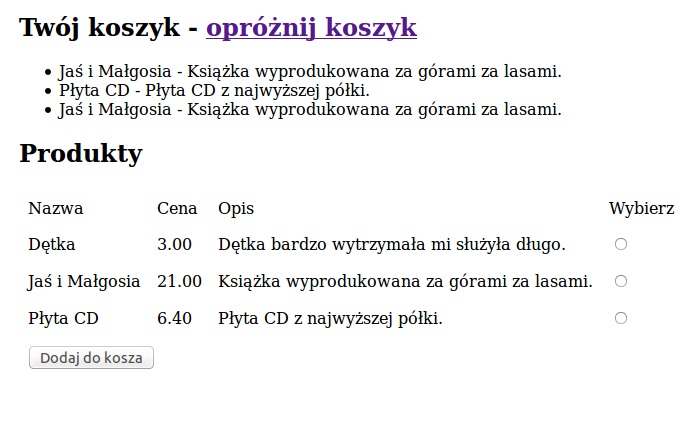 Twój koszyk - opróżnij koszyk
Jaś i Małgosia - Książka wyprodukowana za górami za lasami.
Płyta CD - Płyta CD z najwyższej półki.
Jaś i Małgosia - Książka wyprodukowana za górami za lasami.
Produkty
Nazwa Cena Opis Wybierz
Dętka 3.00 Dętka bardzo wytrzymała mi służyła długo.
Jaś i Małgosia 21.00 Książka wyprodukowana za górami za lasami.
Płyta CD 6.40 Płyta CD z najwyższej półki.
Dodaj do kosza